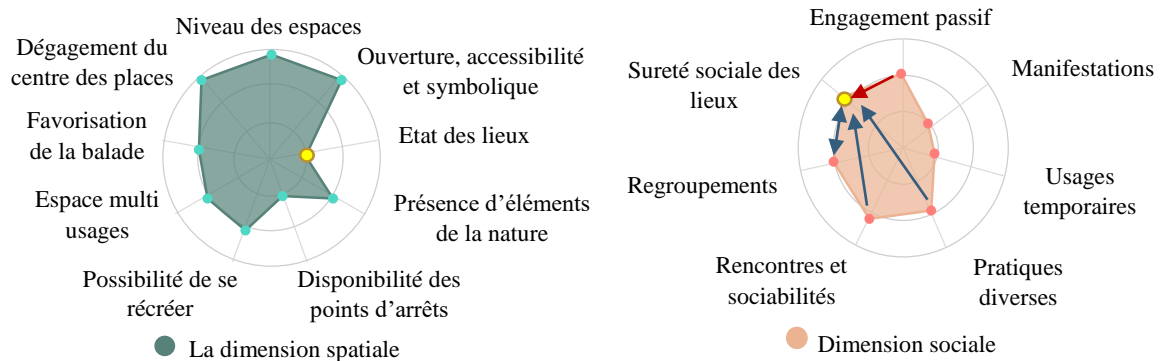 Niveau des espaces
Dégagement du
centre des places
Ouverture, accessibilité
et symbolique
Favorisation
de la balade
Etat des lieux
Espace multi
usages
Présence d’éléments
de la nature
Possibilité de se
récréer
Disponibilité des
points d’arrêts
La dimension spatiale
Engagement passif
Sureté sociale des
lieux
Manifestations
Regroupements
Usages
temporaires
Rencontres et
sociabilités
Pratiques
diverses
Dimension sociale